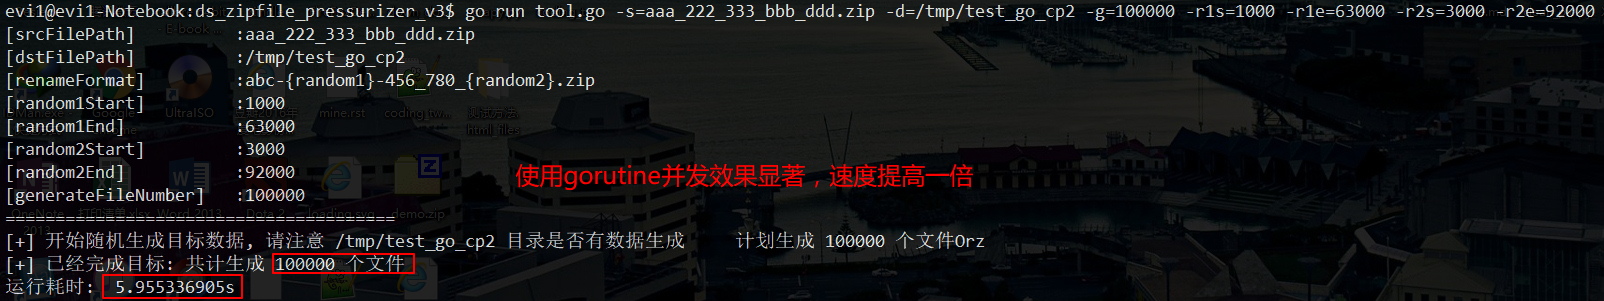 evi1@evi1-Notebook:ds_zipfile_pressurizer_v3$ go run tool.go -s=aaa_222_333_bbb_ddd.zip -d=/tmp/test_go_cp2 -g=100000 -r1s=1000 -r1e=63000 -r2s=3000 -r2e=92000
[srcFilePath] :aaa_222_333_bbb_ddd.zip
[dstFilePath] :/tmp/test_go_cp2
[renameFormat] :abc-{random1}-456_780_{random2}.zip
[random1Start] :1000
[random1End] :63000
[random2Start] :3000
[random2End] :92000
使用gorutine并发效果显著，速度提高一倍
[generateFileNumber] :100000
=======================================
[+] 开始随机生成目标数据, 请注意 /tmp/test_go_cp2 目录是否有数据生成 计划生成 100000 个文件Orz
[+] 已经完成目标: 共计生成 100000 个文件
运行耗时: 5.955336905s